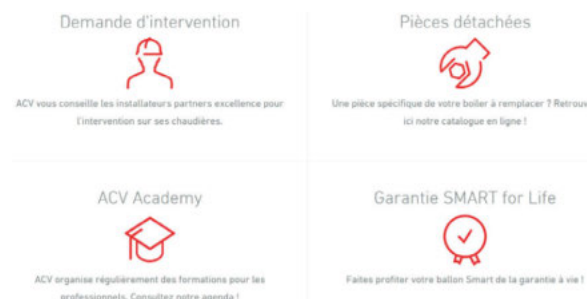 Demande d'intervention
ACV vous conseille les installateurs partners excellence pour
l'intervention sur ses chaudières.
Pièces détachées
Une pièce spécifique de votre boiler à remplacer ? Retrouv
ici notre catalogue en ligne !
ACV Academy
ACV organise régulièrement des formations pour les
professionnels. Consultez notre agenda !
Garantie SMART for Life
Faites profiter votre ballon Smart de la garantie à vie !